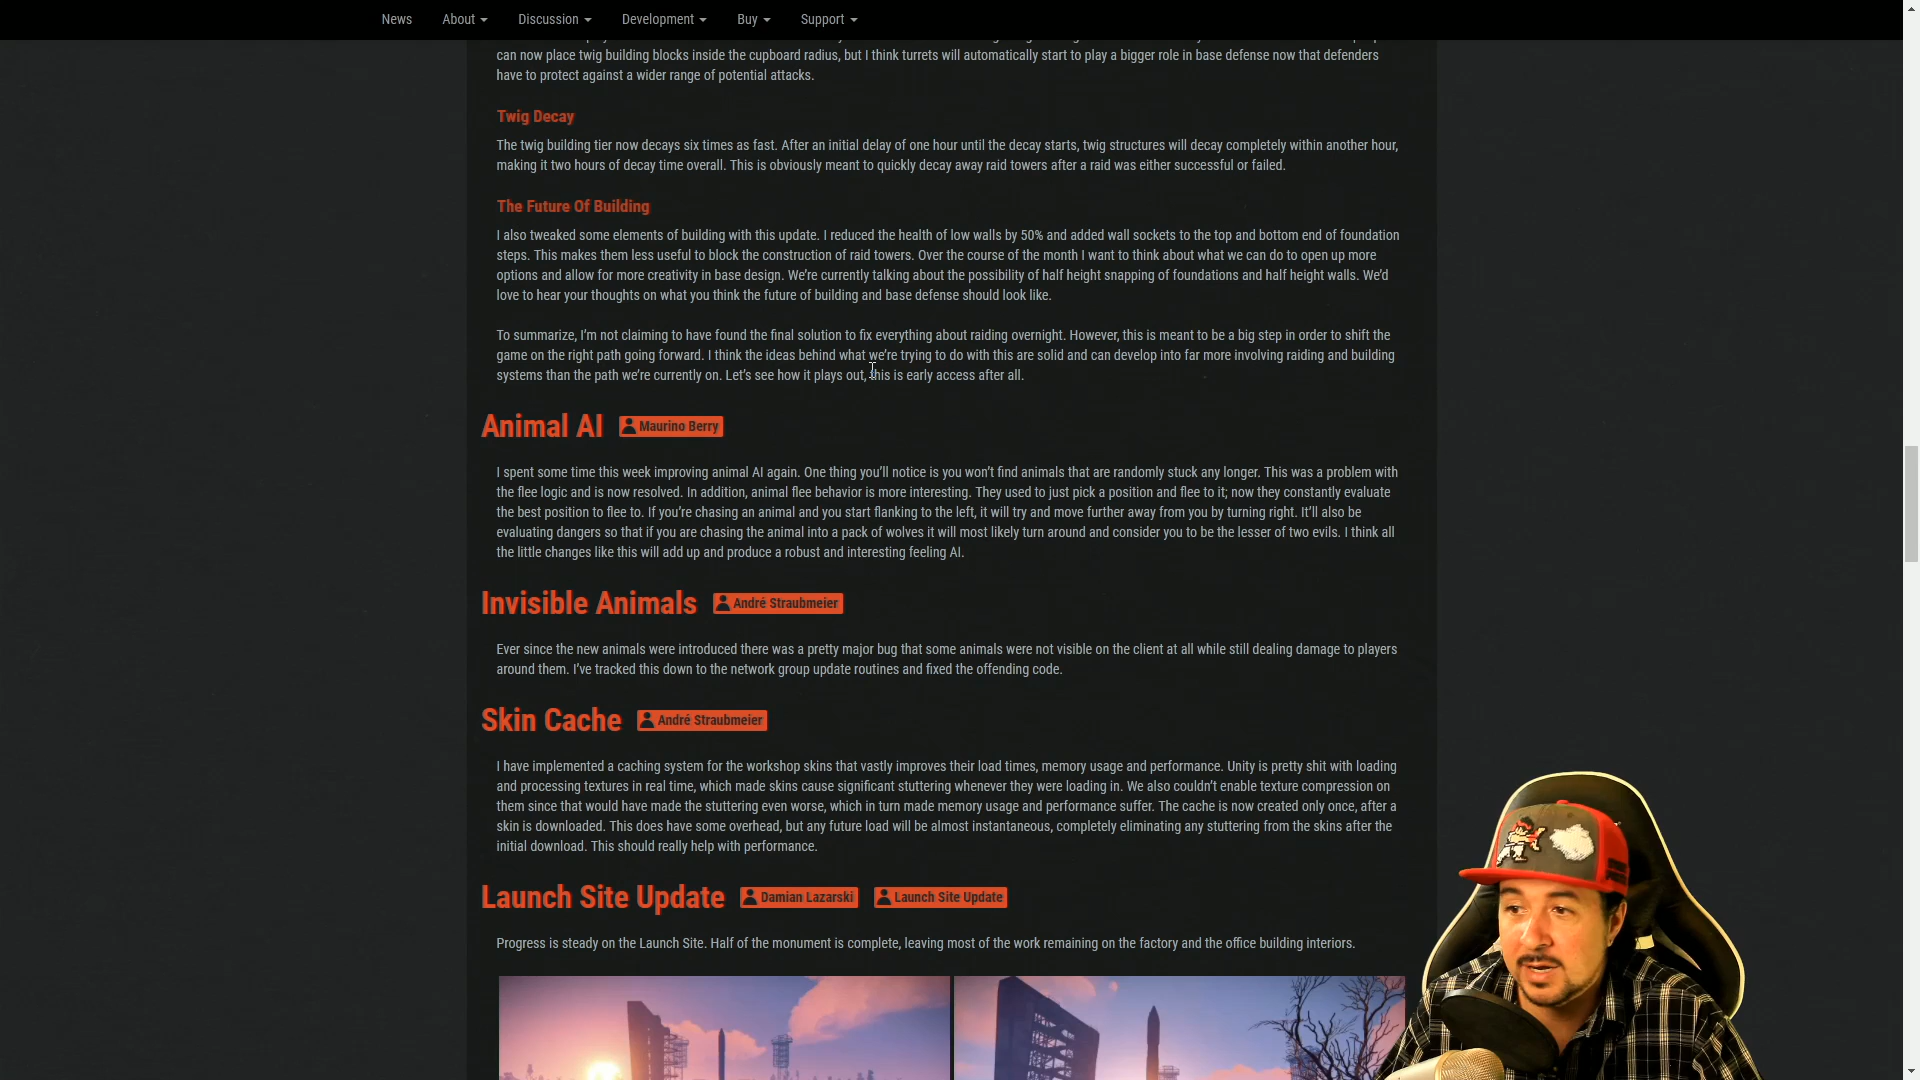 News About Discussion Development Buy Support
can now place twig building blocks inside the cupboard radius, but I think turrets will automatically start to play a bigger role in base defense now that defenders
have to protect against a wider range of potential attacks.
Twig Decay
The twig building tier now decays six times as fast. After an initial delay of one hour until the decay starts, twig structures will decay completely within another hour,
making it two hours of decay time overall. This is obviously meant to quickly decay away raid towers after a raid was either successful or failed.
The Future Of Building
I also tweaked some elements of building with this update. I reduced the health of low walls by 50% and added wall sockets to the top and bottom end of foundation
steps. This makes them less useful to block the construction of raid towers. Over the course of the month I want to think about what we can do to open up more
options and allow for more creativity in base design. We're currently talking about the possibility of half height snapping of foundations and half height walls. We'd
love to hear your thoughts on what you think the future of building and base defense should look like.
To summarize, I'm not claiming to have found the final solution to fix everything about raiding overnight. However, this is meant to be a big step in order to shift the
game on the right path going forward. I think the ideas behind what we're trying to do with this are solid and can develop into far more involving raiding and building
systems than the path we're currently on. Let's see how it plays out, this is early access after all.
Animal AI Maurino Berry
I spent some time this week improving animal AI again. One thing you'll notice is you won't find animals that are randomly stuck any longer. This was a problem with
the flee logic and is now resolved. In addition, animal flee behavior is more interesting. They used to just pick a position and flee to it; now they constantly evaluate
the best position to flee to. If you're chasing an animal and you start flanking to the left, it will try and move further away from you by turning right. It'll also be
evaluating dangers so that if you are chasing the animal into a pack of wolves it will most likely turn around and consider you to be the lesser of two evils. I think all
the little changes like this will add up and produce a robust and interesting feeling AI.
Invisible Animals André Straubmeier
Ever since the new animals were introduced there was a pretty major bug that some animals were not visible on the client at all while still dealing damage to players
around them. I've tracked this down to the network group update routines and fixed the offending code.
Skin Cache André Straubmeier
I have implemented a caching system for the workshop skins that vastly improves their load times, memory usage and performance. Unity is pretty shit with loading
and processing textures in real time, which made skins cause significant stuttering whenever they were loading in. We also couldn't enable texture compression on
them since that would have made the stuttering even worse, which in turn made memory usage and performance suffer. The cache is now created only once, after a
skin is downloaded. This does have some overhead, but any future load will be almost instantaneous, completely eliminating any stuttering from the skins after the
initial download. This should really help with performance.
Launch Site Update Damian Lazarski Launch Site Update
Progress is steady on the Launch Site. Half of the monument is complete, leaving most of the work remaining on the factory and the office building interiors.